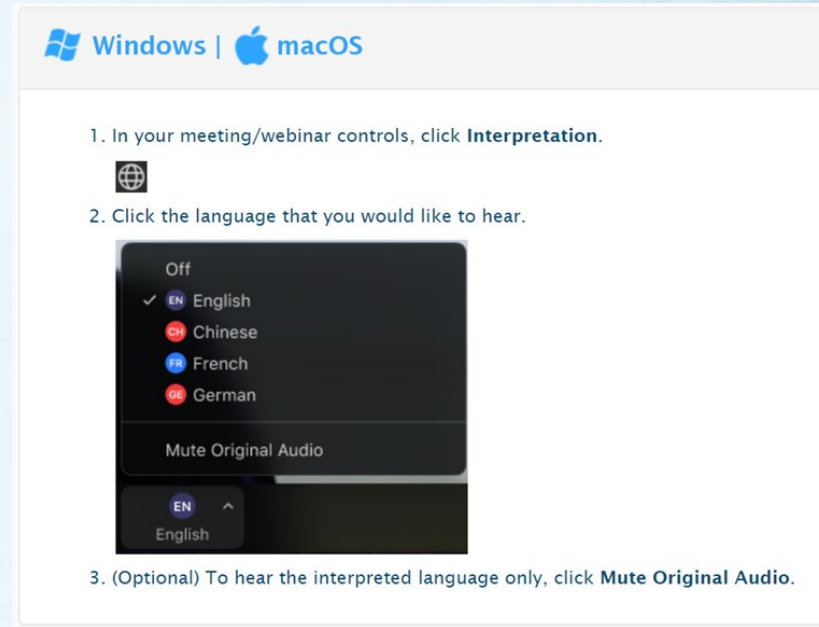 Windows | macOS
1. In your meeting/webinar controls, click Interpretation.
2. Click the language that you would like to hear.
Off
✓ EN English
CH Chinese
FR French
GE German
Mute Original Audio
EN
English
3. (Optional) To hear the interpreted language only, click Mute Original Audio.